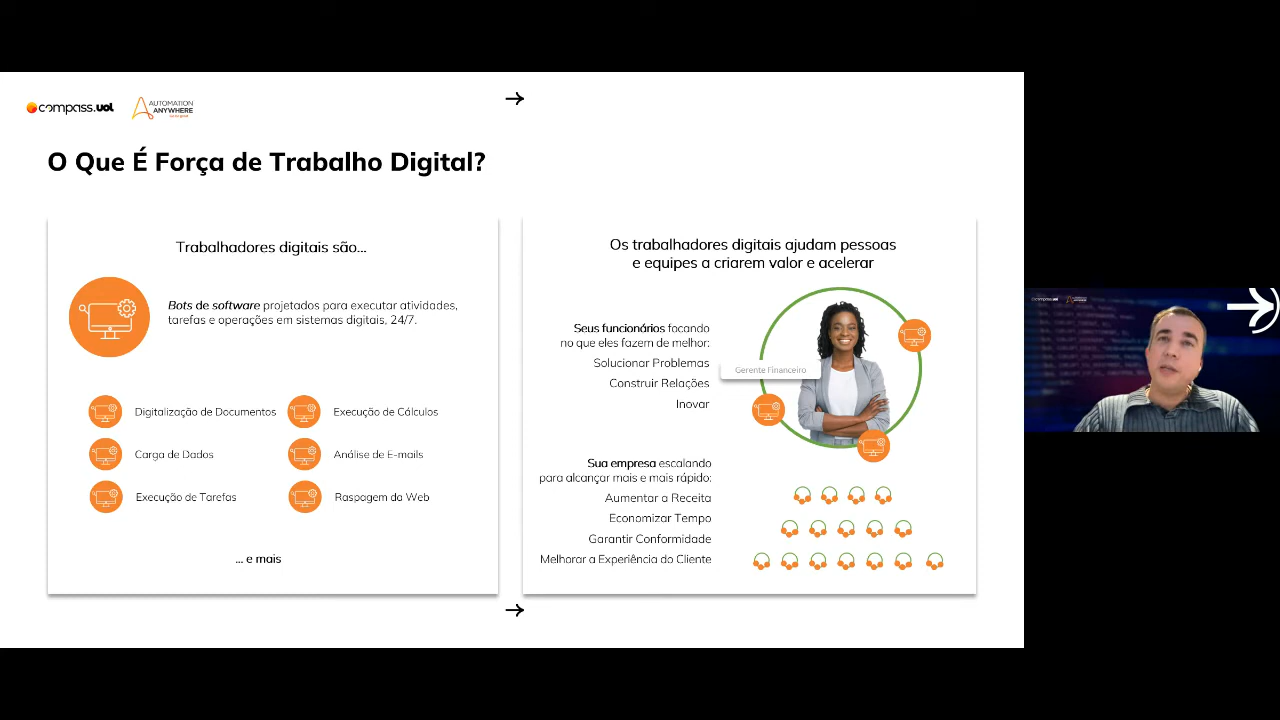 compass.uol
AUTOMATION
ANYWHERE
O Que É Força de Trabalho Digital?
Trabalhadores digitais são...
Bots de software projetados para executar atividades,
tarefas e operações em sistemas digitais, 24/7.
Digitalização de Documentos
Execução de Cálculos
Carga de Dados
Análise de E-mails
Execução de Tarefas
Raspagem da Web
... e mais
Os trabalhadores digitais ajudam pessoas
e equipes a criarem valor e acelerar
Seus funcionários focando
no que eles fazem de melhor:
Solucionar Problemas
Construir Relações
Inovar
Gerente Financeiro
Sua empresa escalando
para alcançar mais e mais rápido:
Aumentar a Receita
Economizar Tempo
Garantir Conformidade
Melhorar a Experiência do Cliente